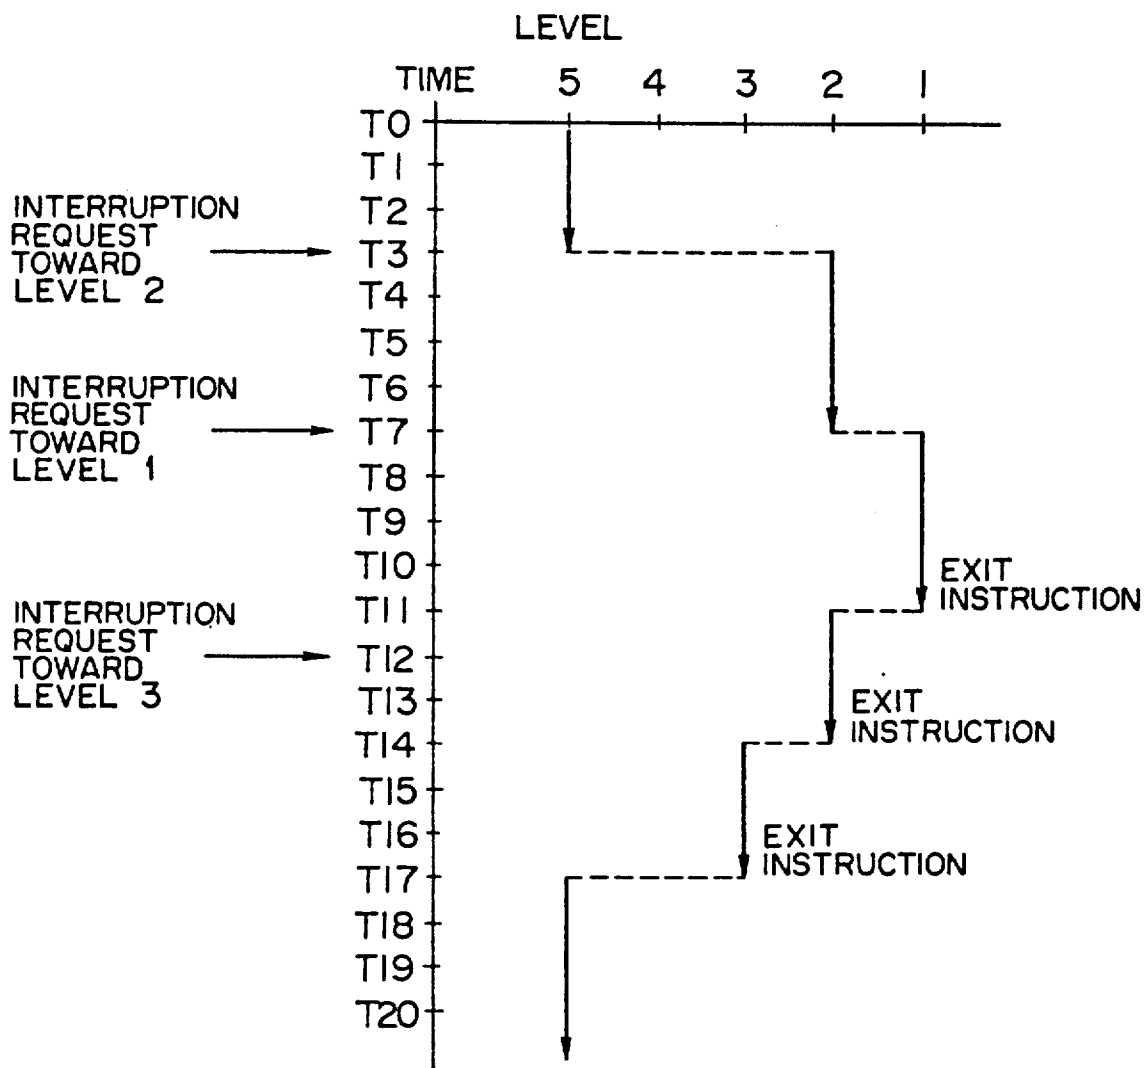 LEVEL
TIME 5 4 3 2 1
T0
T1
T2
INTERRUPTION
REQUEST
TOWARD
LEVEL 2
T3
T4
T5
T6
INTERRUPTION
REQUEST
TOWARD
LEVEL 1
T7
T8
T9
T10
EXIT
INSTRUCTION
T11
INTERRUPTION
REQUEST
TOWARD
LEVEL 3
T12
T13
EXIT
INSTRUCTION
T14
T15
T16
EXIT
INSTRUCTION
T17
T18
T19
T20